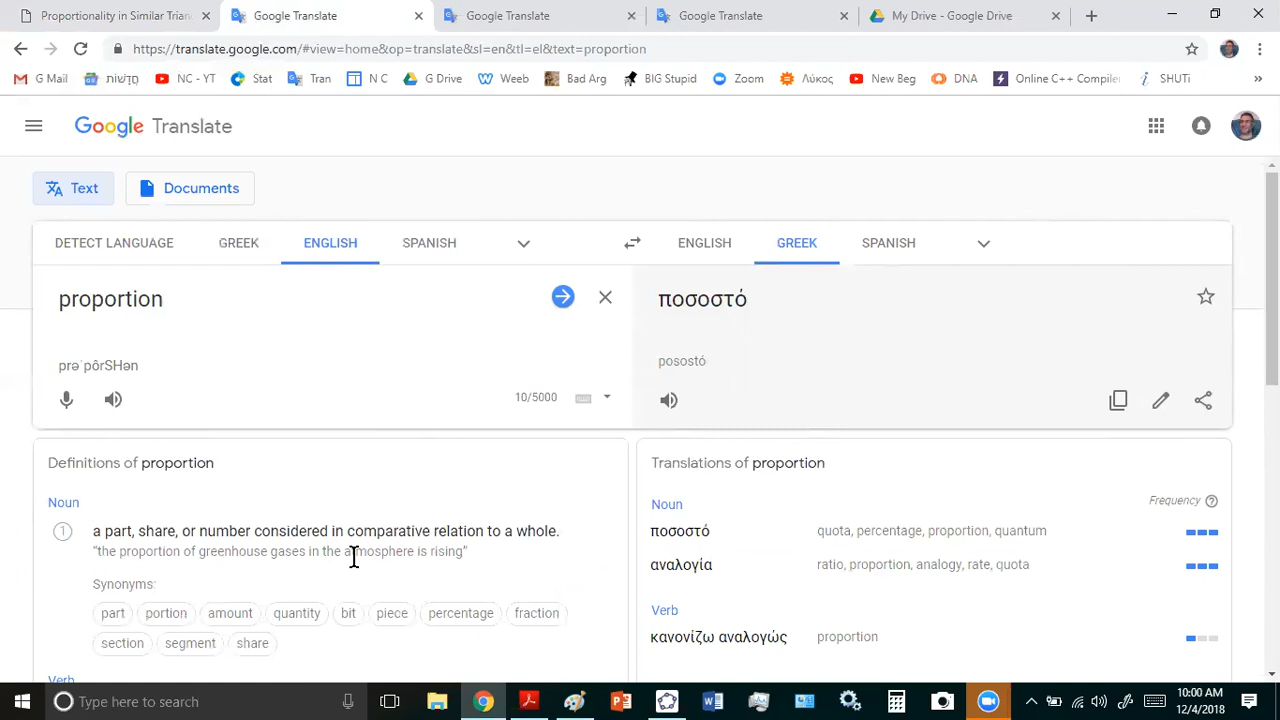 Proportionality in Similar Trian
Google Translate
Google Translate
Google Translate
My Drive - Google Drive
https://translate.google.com/#view=home&op=translate&sl=en&tl=el&text=proportion
G Mail
חֲדָשׁוֹת
NC - YT
Stat
Tran
N C
G Drive
Weeb
Bad Arg
BIG Stupid
Zoom
Λύκος
New Beg
DNA
Online C++ Compiler
SHUTi
Google Translate
Text
Documents
DETECT LANGUAGE
GREEK
ENGLISH
SPANISH
ENGLISH
GREEK
SPANISH
proportion
ποσοστό
prəˈpôrSHən
posostó
10/5000
Definitions of proportion
Translations of proportion
Noun
Noun
Frequency
1 a part, share, or number considered in comparative relation to a whole.
ποσοστό quota, percentage, proportion, quantum
"the proportion of greenhouse gases in the atmosphere is rising"
αναλογία ratio, proportion, analogy, rate, quota
Synonyms:
Verb
part portion amount quantity bit piece percentage fraction
κανονίζω αναλογώς proportion
section segment share
Verb
Type here to search
10:00 AM
12/4/2018